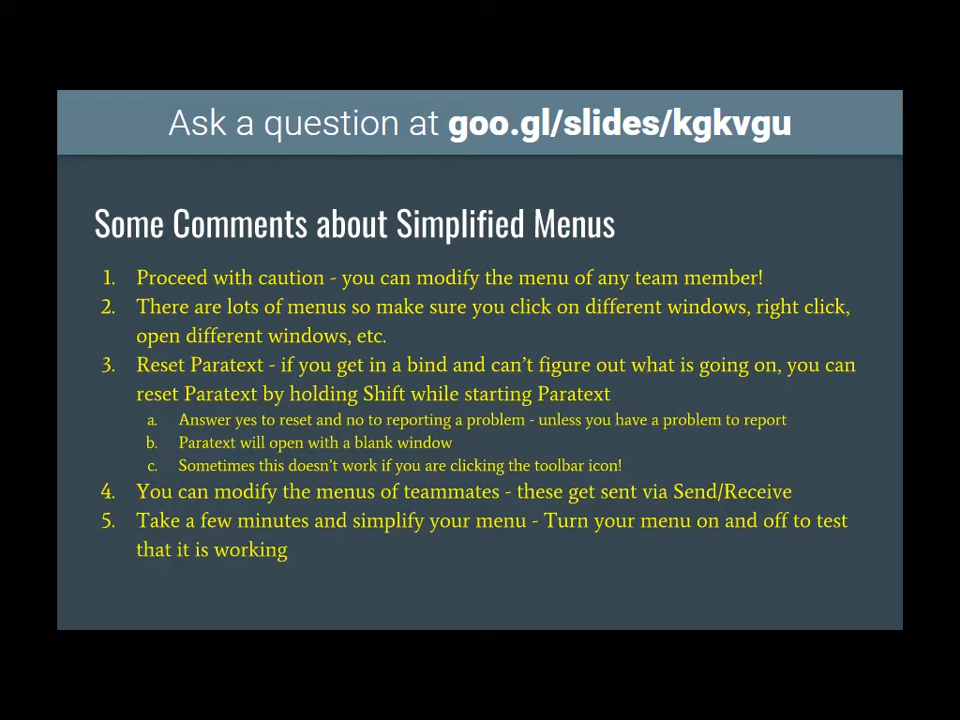 Ask a question at goo.gl/slides/kgkvgu
Some Comments about Simplified Menus
1. Proceed with caution - you can modify the menu of any team member!
2. There are lots of menus so make sure you click on different windows, right click,
open different windows, etc.
3. Reset Paratext - if you get in a bind and can’t figure out what is going on, you can
reset Paratext by holding Shift while starting Paratext
a. Answer yes to reset and no to reporting a problem - unless you have a problem to report
b. Paratext will open with a blank window
c. Sometimes this doesn’t work if you are clicking the toolbar icon!
4. You can modify the menus of teammates - these get sent via Send/Receive
5. Take a few minutes and simplify your menu - Turn your menu on and off to test
that it is working